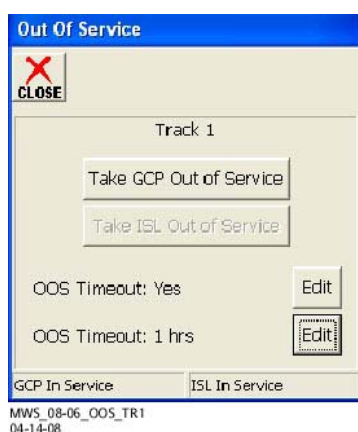 Out Of Service
CLOSE
Track 1
Take GCP Out of Service
Take ISL Out of Service
OOS Timeout: Yes
Edit
OOS Timeout: 1 hrs
Edit
GCP In Service
ISL In Service
MWS_08-06_OOS_TR1
04-14-08